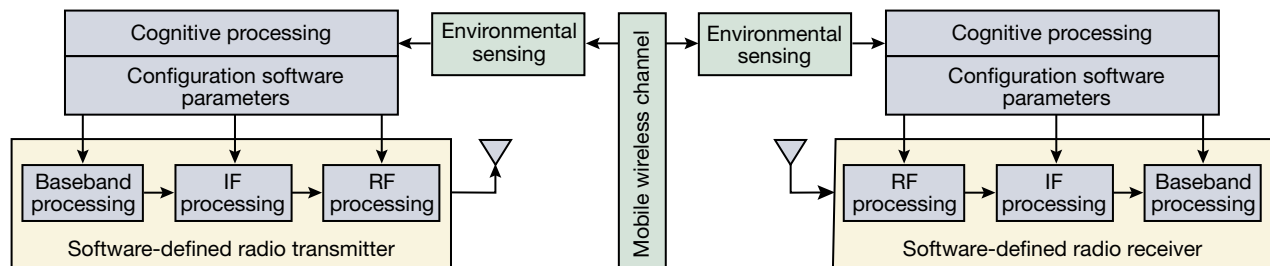 Cognitive processing
Configuration software
parameters
Environmental
sensing
Baseband
processing
IF
processing
RF
processing
Software-defined radio transmitter
Mobile wireless channel
Environmental
sensing
Cognitive processing
Configuration software
parameters
RF
processing
IF
processing
Baseband
processing
Software-defined radio receiver